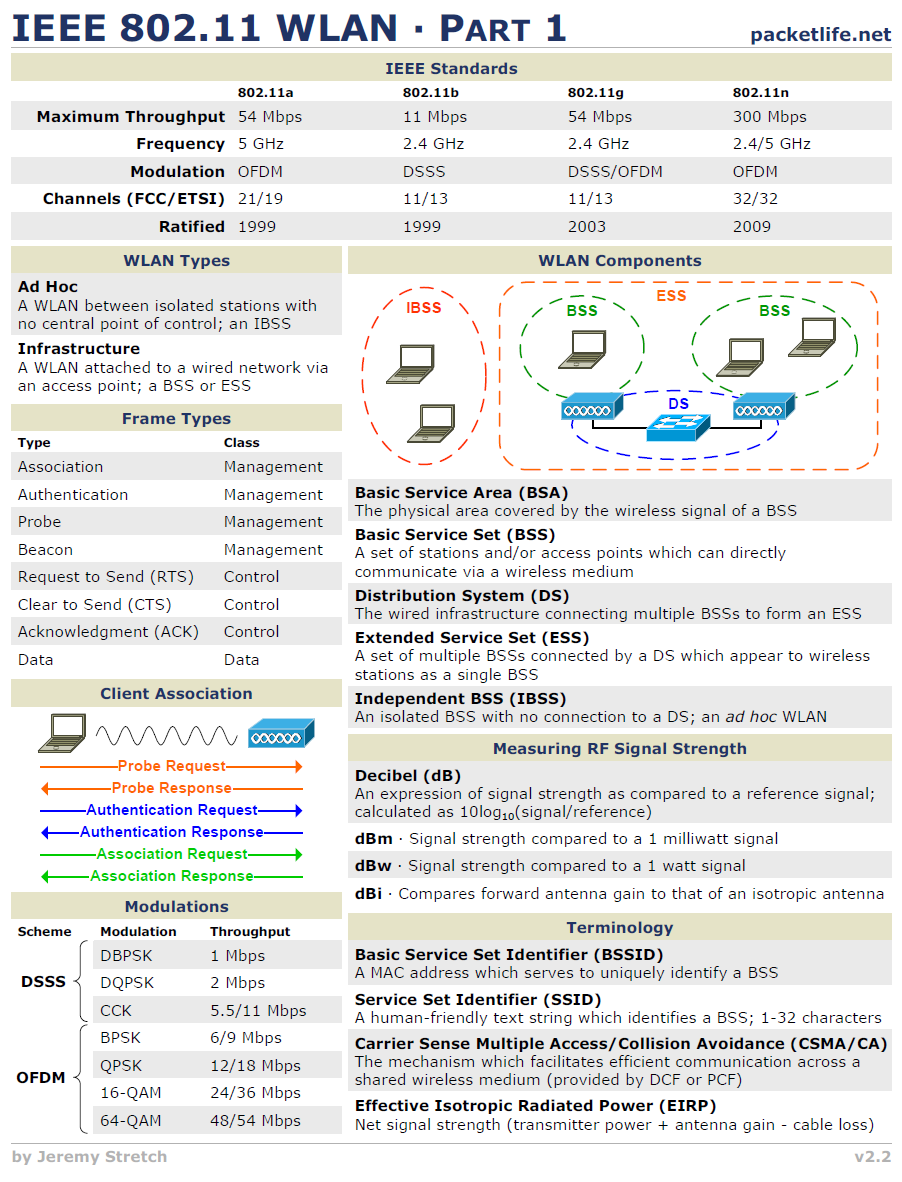 IEEE 802.11 WLAN · PART 1
packetlife.net
IEEE Standards
802.11a 802.11b 802.11g 802.11n
Maximum Throughput 54 Mbps 11 Mbps 54 Mbps 300 Mbps
Frequency 5 GHz 2.4 GHz 2.4 GHz 2.4/5 GHz
Modulation OFDM DSSS DSSS/OFDM OFDM
Channels (FCC/ETSI) 21/19 11/13 11/13 32/32
Ratified 1999 1999 2003 2009
WLAN Types
Ad Hoc
A WLAN between isolated stations with
no central point of control; an IBSS
Infrastructure
A WLAN attached to a wired network via
an access point; a BSS or ESS
Frame Types
Type Class
Association Management
Authentication Management
Probe Management
Beacon Management
Request to Send (RTS) Control
Clear to Send (CTS) Control
Acknowledgment (ACK) Control
Data Data
Client Association
Probe Request
Probe Response
Authentication Request
Authentication Response
Association Request
Association Response
Modulations
Scheme Modulation Throughput
DSSS
DBPSK 1 Mbps
DQPSK 2 Mbps
CCK 5.5/11 Mbps
OFDM
BPSK 6/9 Mbps
QPSK 12/18 Mbps
16-QAM 24/36 Mbps
64-QAM 48/54 Mbps
WLAN Components
IBSS
ESS
BSS
BSS
DS
Basic Service Area (BSA)
The physical area covered by the wireless signal of a BSS
Basic Service Set (BSS)
A set of stations and/or access points which can directly
communicate via a wireless medium
Distribution System (DS)
The wired infrastructure connecting multiple BSSs to form an ESS
Extended Service Set (ESS)
A set of multiple BSSs connected by a DS which appear to wireless
stations as a single BSS
Independent BSS (IBSS)
An isolated BSS with no connection to a DS; an ad hoc WLAN
Measuring RF Signal Strength
Decibel (dB)
An expression of signal strength as compared to a reference signal;
calculated as 10log₁₀(signal/reference)
dBm · Signal strength compared to a 1 milliwatt signal
dBw · Signal strength compared to a 1 watt signal
dBi · Compares forward antenna gain to that of an isotropic antenna
Terminology
Basic Service Set Identifier (BSSID)
A MAC address which serves to uniquely identify a BSS
Service Set Identifier (SSID)
A human-friendly text string which identifies a BSS; 1-32 characters
Carrier Sense Multiple Access/Collision Avoidance (CSMA/CA)
The mechanism which facilitates efficient communication across a
shared wireless medium (provided by DCF or PCF)
Effective Isotropic Radiated Power (EIRP)
Net signal strength (transmitter power + antenna gain - cable loss)
by Jeremy Stretch
v2.2